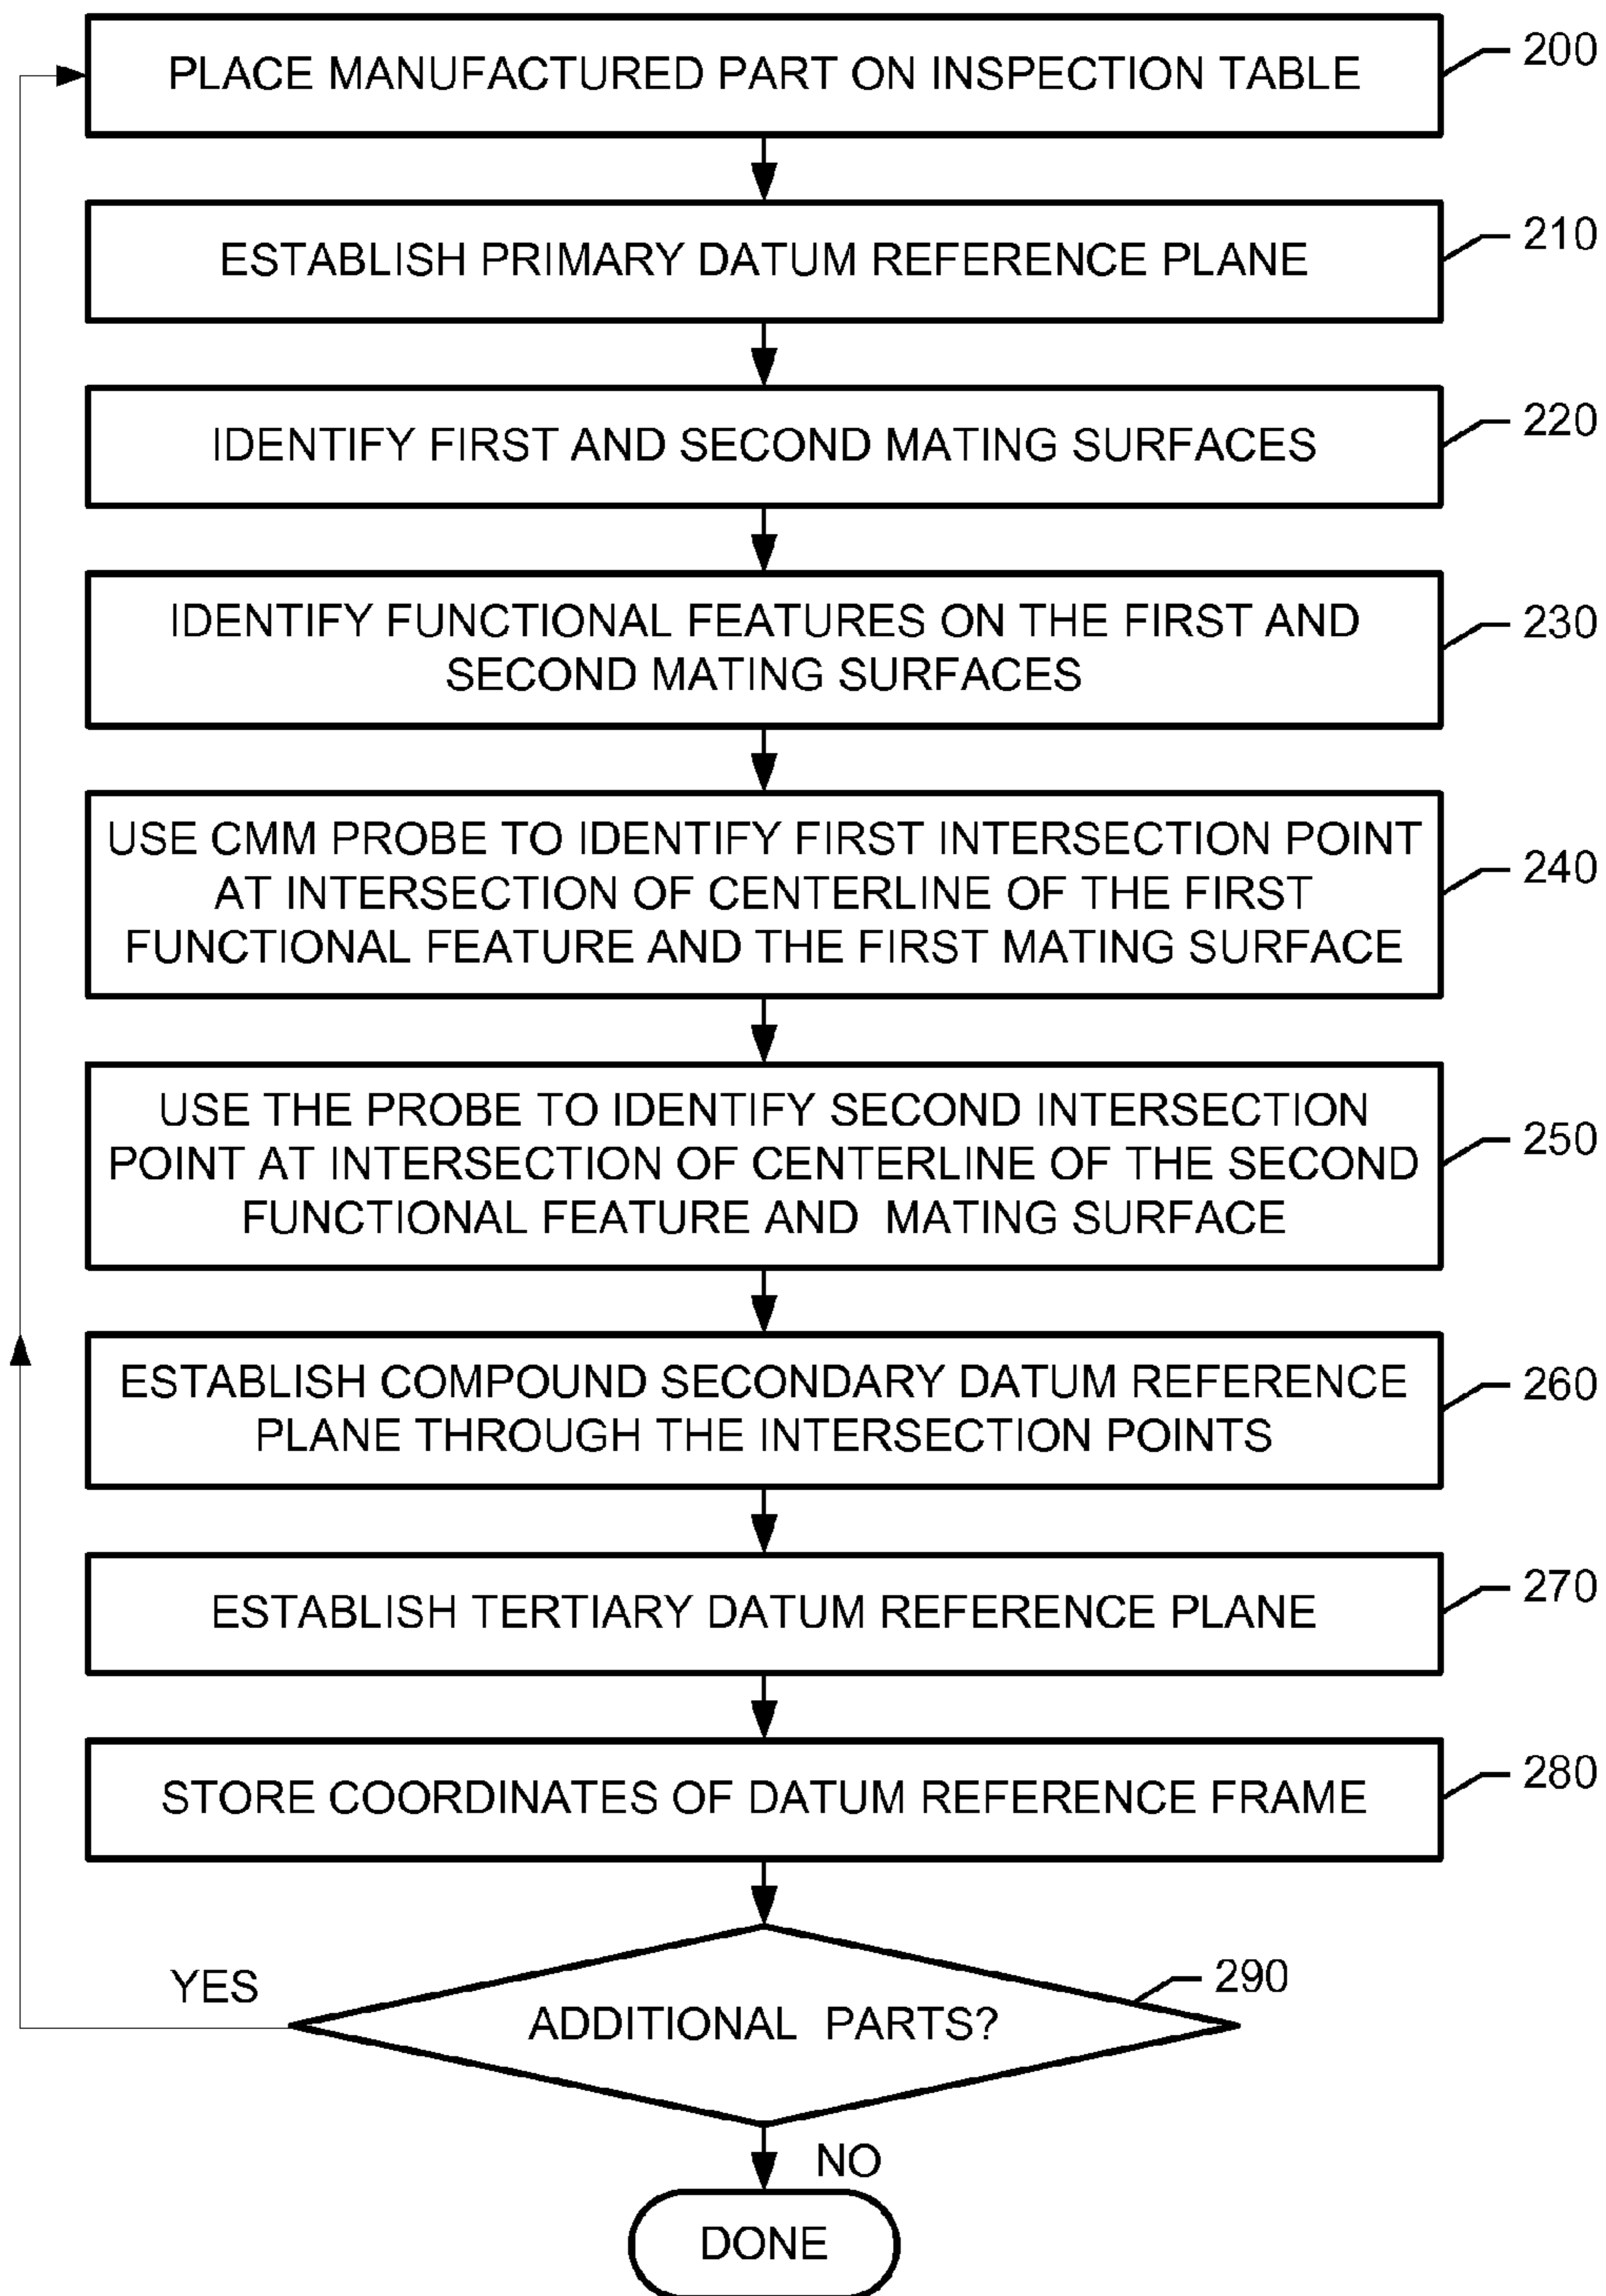 PLACE MANUFACTURED PART ON INSPECTION TABLE
200
ESTABLISH PRIMARY DATUM REFERENCE PLANE
210
IDENTIFY FIRST AND SECOND MATING SURFACES
220
IDENTIFY FUNCTIONAL FEATURES ON THE FIRST AND
SECOND MATING SURFACES
230
USE CMM PROBE TO IDENTIFY FIRST INTERSECTION POINT
AT INTERSECTION OF CENTERLINE OF THE FIRST
FUNCTIONAL FEATURE AND THE FIRST MATING SURFACE
240
USE THE PROBE TO IDENTIFY SECOND INTERSECTION
POINT AT INTERSECTION OF CENTERLINE OF THE SECOND
FUNCTIONAL FEATURE AND MATING SURFACE
250
ESTABLISH COMPOUND SECONDARY DATUM REFERENCE
PLANE THROUGH THE INTERSECTION POINTS
260
ESTABLISH TERTIARY DATUM REFERENCE PLANE
270
STORE COORDINATES OF DATUM REFERENCE FRAME
280
YES
ADDITIONAL PARTS?
290
NO
DONE